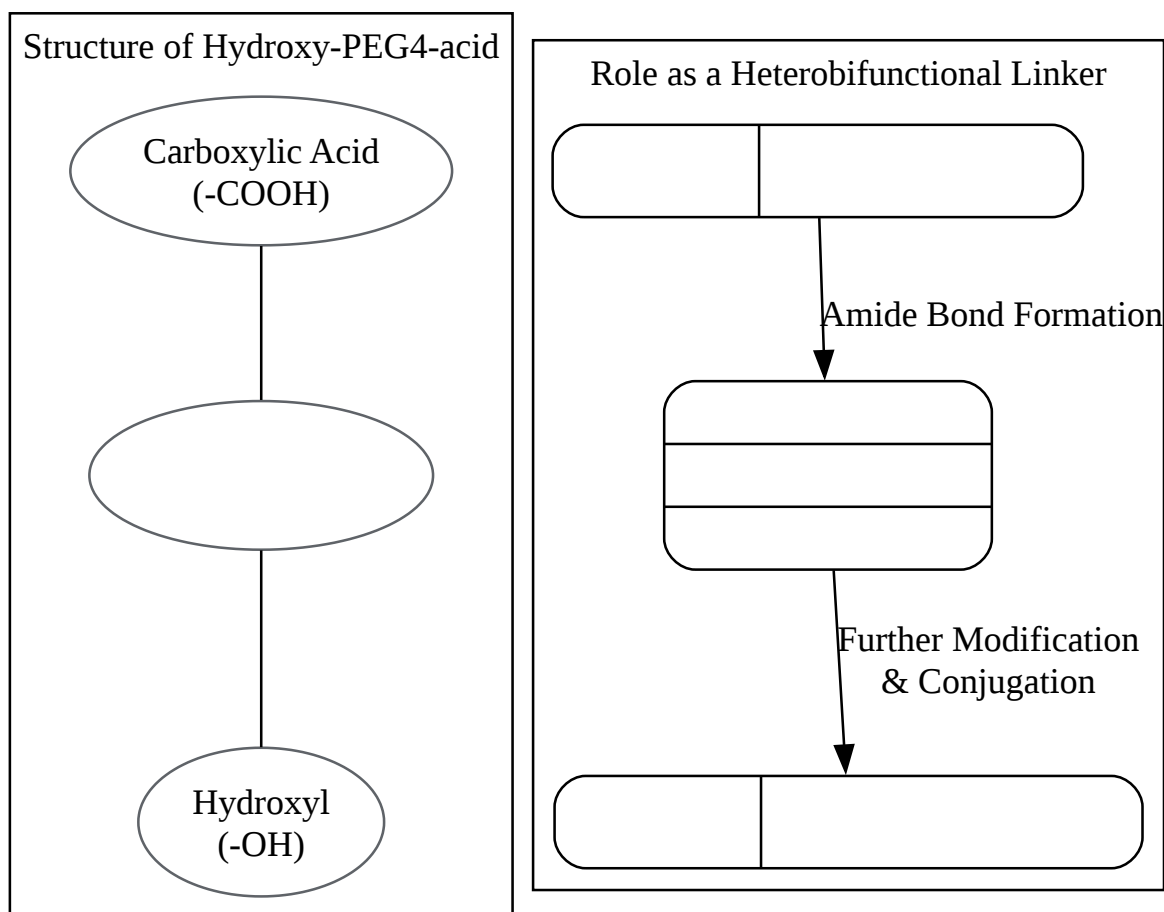 Structure of Hydroxy-PEG4-acid
Carboxylic Acid
(-COOH)
Hydroxyl
(-OH)
Role as a Heterobifunctional Linker
Amide Bond Formation
Further Modification
& Conjugation